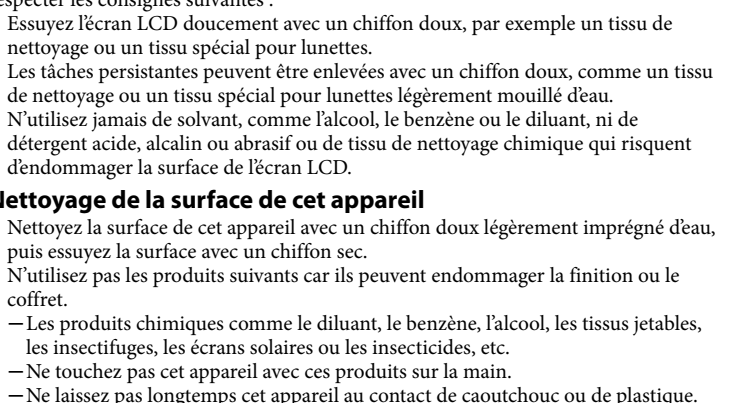 especter les consignes suivantes :
Essuyez l'écran LCD doucement avec un chiffon doux, par exemple un tissu de
nettoyage ou un tissu spécial pour lunettes.
Les tâches persistantes peuvent être enlevées avec un chiffon doux, comme un tissu
de nettoyage ou un tissu spécial pour lunettes légèrement mouillé d'eau.
N'utilisez jamais de solvant, comme l'alcool, le benzène ou le diluant, ni de
détergent acide, alcalin ou abrasif ou de tissu de nettoyage chimique qui risquent
d'endommager la surface de l'écran LCD.
Nettoyage de la surface de cet appareil
Nettoyez la surface de cet appareil avec un chiffon doux légèrement imprégné d'eau,
puis essuyez la surface avec un chiffon sec.
N'utilisez pas les produits suivants car ils peuvent endommager la finition ou le
coffret.
–Les produits chimiques comme le diluant, le benzène, l'alcool, les tissus jetables,
les insectifuges, les écrans solaires ou les insecticides, etc.
–Ne touchez pas cet appareil avec ces produits sur la main.
–Ne laissez pas longtemps cet appareil au contact de caoutchouc ou de plastique.